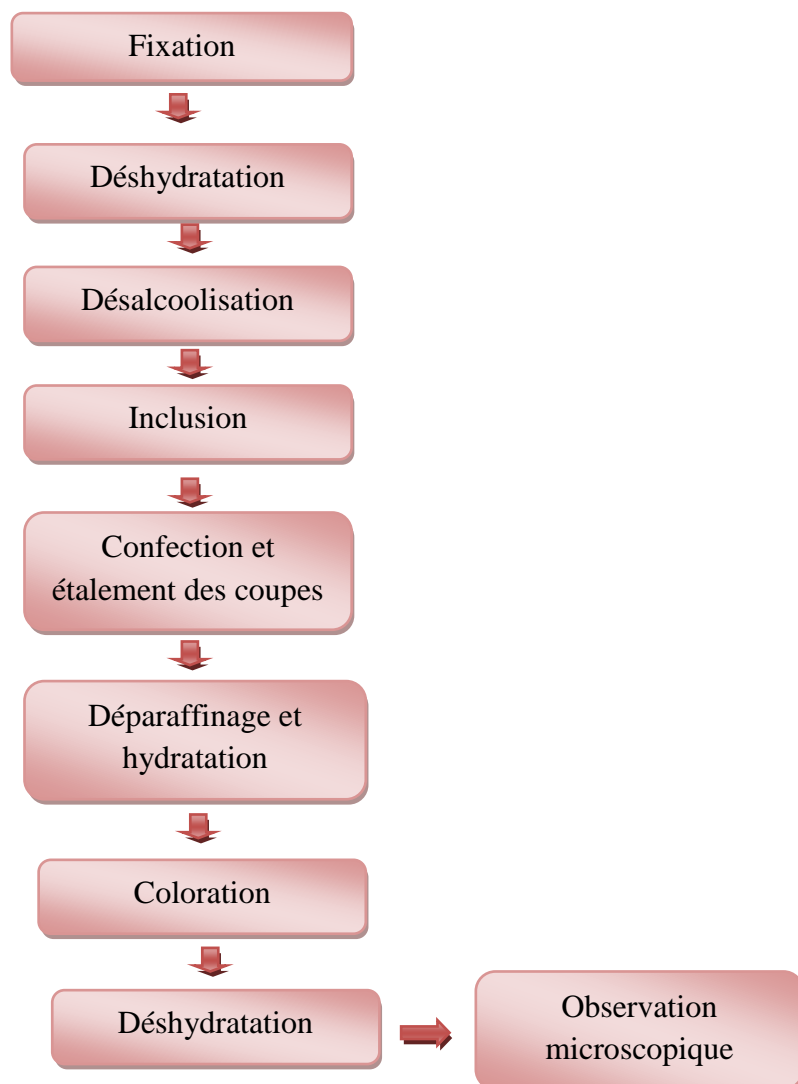 Fixation
Déshydratation
Désalcoolisation
Inclusion
Confection et
étalement des coupes
Déparaffinage et
hydratation
Coloration
Déshydratation
Observation
microscopique